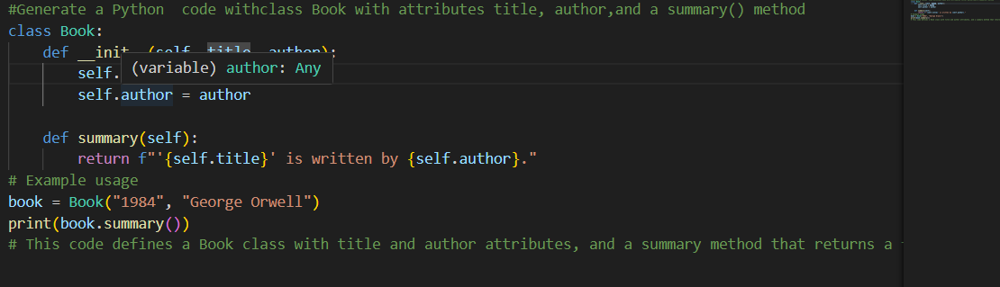 #Generate a Python  code withclass Book with attributes title, author,and a summary() method
class Book:
    def __init__(self, title, author):
        self.
(variable) author: Any
        self.author = author
    def summary(self):
        return f"'{self.title}' is written by {self.author}."
# Example usage
book = Book("1984", "George Orwell")
print(book.summary())
# This code defines a Book class with title and author attributes, and a summary method that returns a